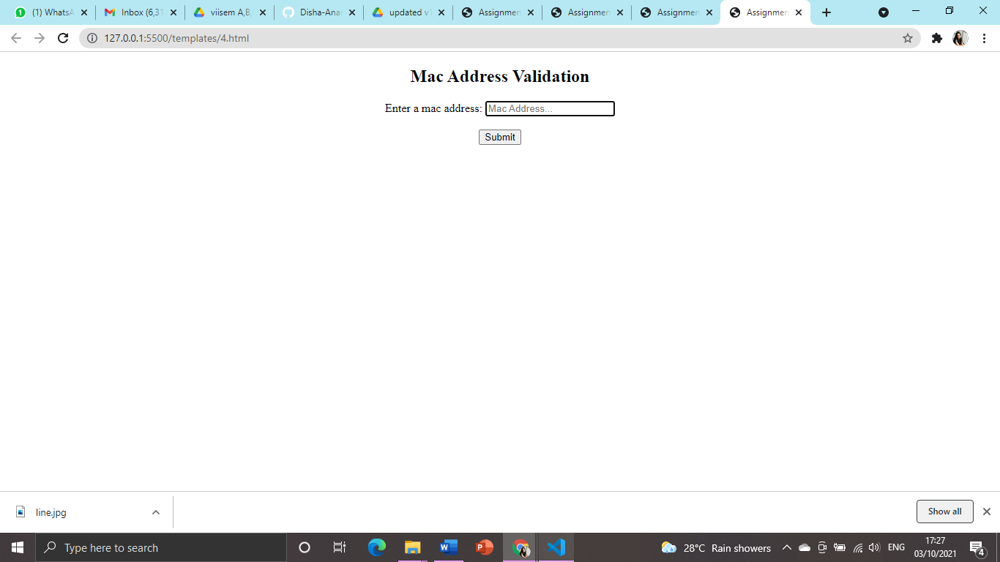 (1) WhatsA
Inbox (6,31
viisem A,B,
Disha-Anan
updated v1
Assignmen
Assignmen
Assignmen
Assignmen
127.0.0.1:5500/templates/4.html
Mac Address Validation
Enter a mac address: Mac Address...
Submit
line.jpg
Show all
Type here to search
28°C Rain showers
ENG
17:27
03/10/2021
4